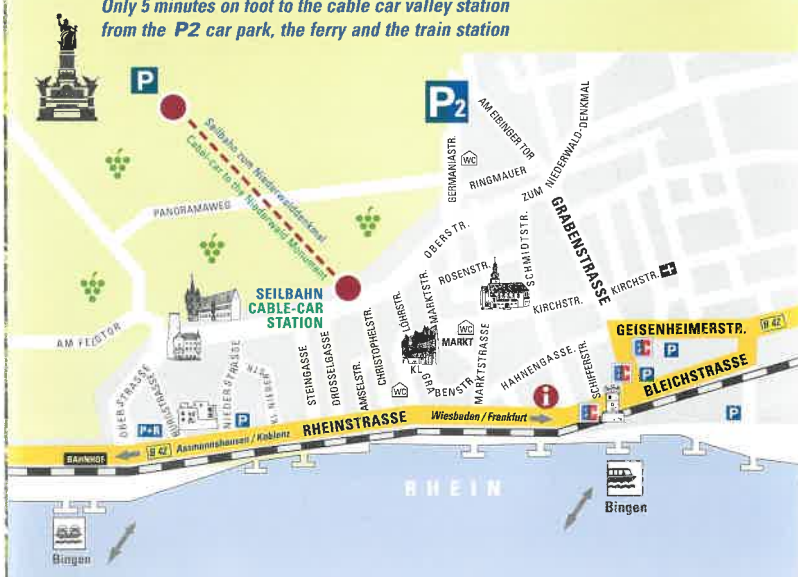 Only 5 minutes on foot to the cable car valley station
from the P2 car park, the ferry and the train station
P
P2
AM EIBINGER TOR
ZUM NIEDERWALD-DENKMAL
GERMANIASTR.
WC
RINGMAUER
Seilbahn zum Niederwalddenkmal
Cabel-car to the Niederwald Monument
PANORAMAWEG
OBERSTR.
SCHMIDTSTR.
GRABENSTRASSE
ROSENSTR.
KIRCHSTR.
KIRCHSTR.
SEILBAHN
CABLE-CAR
STATION
LÖHRSTR.
MARKTSTR.
WC
MARKT
GEISENHEIMERSTR.
B 42
AM FELDTOR
STEINGASSE
DROSSELGASSE
AMSELSTR.
CHRISTOPHELSTR.
KL.
GRABENSTR.
MARKTSTRASSE
HAHNENGASSE
SCHIFFERSTR.
P
P
BLEICHSTRASSE
OBERSTRASSE
NIEDERSTRASSE
WC
i
P+R
P
P
RHEINSTRASSE
Wiesbaden / Frankfurt
BAHNHOF
B 42
Assmannshausen / Koblenz
RHEIN
Bingen
Bingen